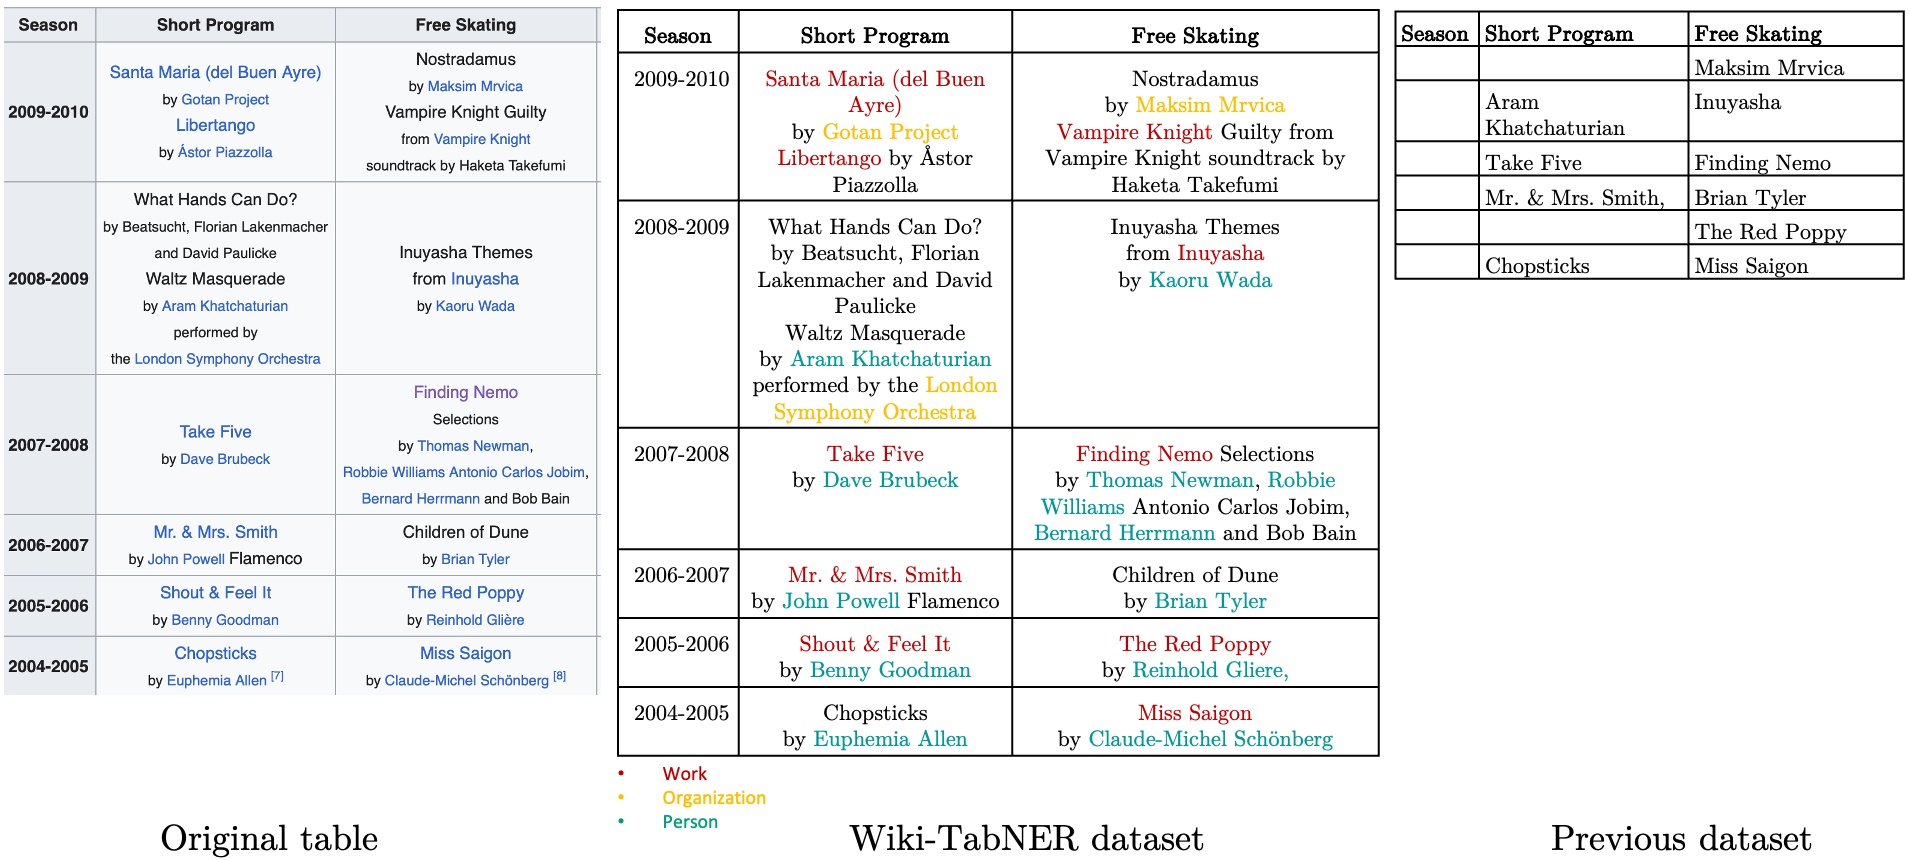 Season Short Program Free Skating
2009-2010
Santa Maria (del Buen Ayre)
by Gotan Project
Libertango
by Ástor Piazzolla
Nostradamus
by Maksim Mrvica
Vampire Knight Guilty
from Vampire Knight
soundtrack by Haketa Takefumi
2008-2009
What Hands Can Do?
by Beatsucht, Florian Lakenmacher
and David Paulicke
Waltz Masquerade
by Aram Khatchaturian
performed by
the London Symphony Orchestra
Inuyasha Themes
from Inuyasha
by Kaoru Wada
2007-2008
Take Five
by Dave Brubeck
Finding Nemo
Selections
by Thomas Newman,
Robbie Williams Antonio Carlos Jobim,
Bernard Herrmann and Bob Bain
2006-2007
Mr. & Mrs. Smith
by John Powell Flamenco
Children of Dune
by Brian Tyler
2005-2006
Shout & Feel It
by Benny Goodman
The Red Poppy
by Reinhold Glière
2004-2005
Chopsticks
by Euphemia Allen [7]
Miss Saigon
by Claude-Michel Schönberg [8]
Original table
Season Short Program Free Skating
2009-2010
Santa Maria (del Buen
Ayre)
by Gotan Project
Libertango by Åstor
Piazzolla
Nostradamus
by Maksim Mrvica
Vampire Knight Guilty from
Vampire Knight soundtrack by
Haketa Takefumi
2008-2009
What Hands Can Do?
by Beatsucht, Florian
Lakenmacher and David
Paulicke
Waltz Masquerade
by Aram Khatchaturian
performed by the London
Symphony Orchestra
Inuyasha Themes
from Inuyasha
by Kaoru Wada
2007-2008
Take Five
by Dave Brubeck
Finding Nemo Selections
by Thomas Newman, Robbie
Williams Antonio Carlos Jobim,
Bernard Herrmann and Bob Bain
2006-2007
Mr. & Mrs. Smith
by John Powell Flamenco
Children of Dune
by Brian Tyler
2005-2006
Shout & Feel It
by Benny Goodman
The Red Poppy
by Reinhold Gliere,
2004-2005
Chopsticks
by Euphemia Allen
Miss Saigon
by Claude-Michel Schönberg
• Work
• Organization
• Person
Wiki-TabNER dataset
Season Short Program Free Skating
Maksim Mrvica
Aram
Khatchaturian
Inuyasha
Take Five Finding Nemo
Mr. & Mrs. Smith, Brian Tyler
The Red Poppy
Chopsticks Miss Saigon
Previous dataset